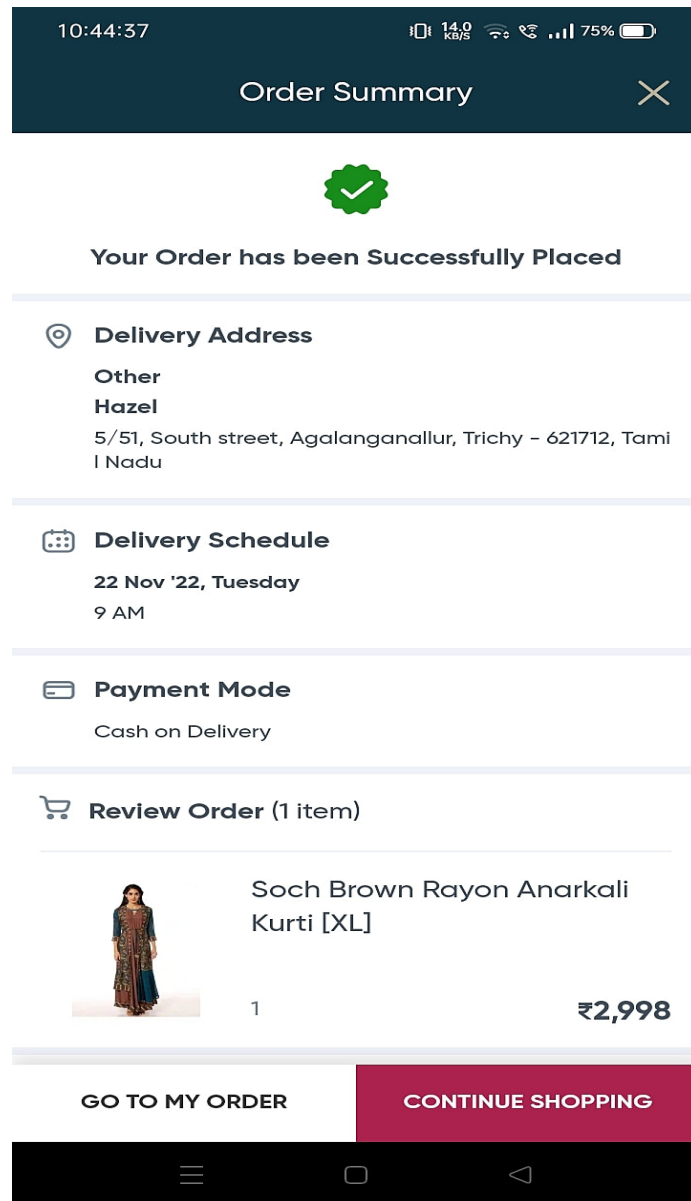 10:44:37 14.0 KB/S 75%
Order Summary
Your Order has been Successfully Placed
Delivery Address
Other
Hazel
5/51, South street, Agalanganallur, Trichy - 621712, Tami
l Nadu
Delivery Schedule
22 Nov '22, Tuesday
9 AM
Payment Mode
Cash on Delivery
Review Order (1 item)
Soch Brown Rayon Anarkali
Kurti [XL]
1 ₹2,998
GO TO MY ORDER CONTINUE SHOPPING